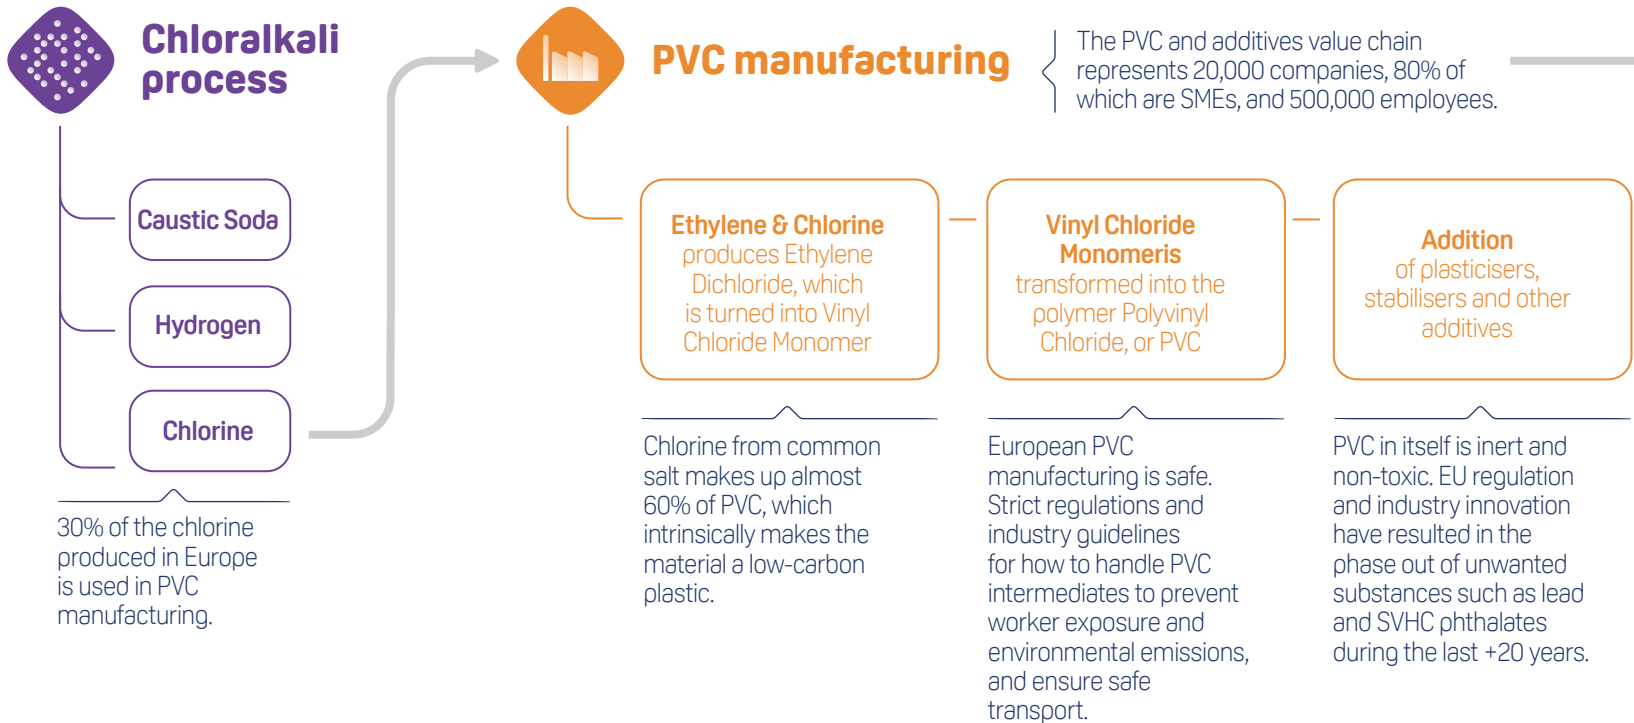 Chloralkali
process
Caustic Soda
Hydrogen
Chlorine
30% of the chlorine
produced in Europe
is used in PVC
manufacturing.
PVC manufacturing
The PVC and additives value chain
represents 20,000 companies, 80% of
which are SMEs, and 500,000 employees.
Ethylene & Chlorine
produces Ethylene
Dichloride, which
is turned into Vinyl
Chloride Monomer
Chlorine from common
salt makes up almost
60% of PVC, which
intrinsically makes the
material a low-carbon
plastic.
Vinyl Chloride
Monomeris
transformed into the
polymer Polyvinyl
Chloride, or PVC
European PVC
manufacturing is safe.
Strict regulations and
industry guidelines
for how to handle PVC
intermediates to prevent
worker exposure and
environmental emissions,
and ensure safe
transport.
Addition
of plasticisers,
stabilisers and other
additives
PVC in itself is inert and
non-toxic. EU regulation
and industry innovation
have resulted in the
phase out of unwanted
substances such as lead
and SVHC phthalates
during the last +20 years.